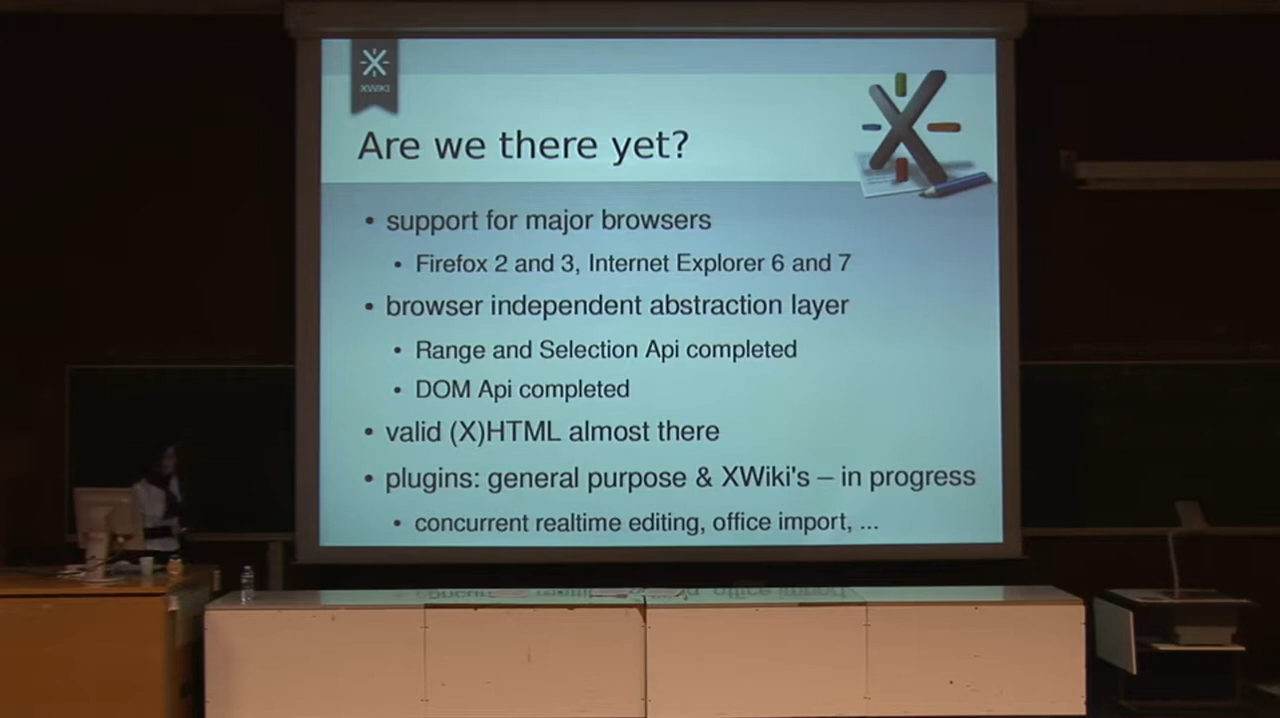 XWIKI
Are we there yet?
• support for major browsers
• Firefox 2 and 3, Internet Explorer 6 and 7
• browser independent abstraction layer
• Range and Selection Api completed
• DOM Api completed
• valid (X)HTML almost there
• plugins: general purpose & XWiki's – in progress
• concurrent realtime editing, office import, ...